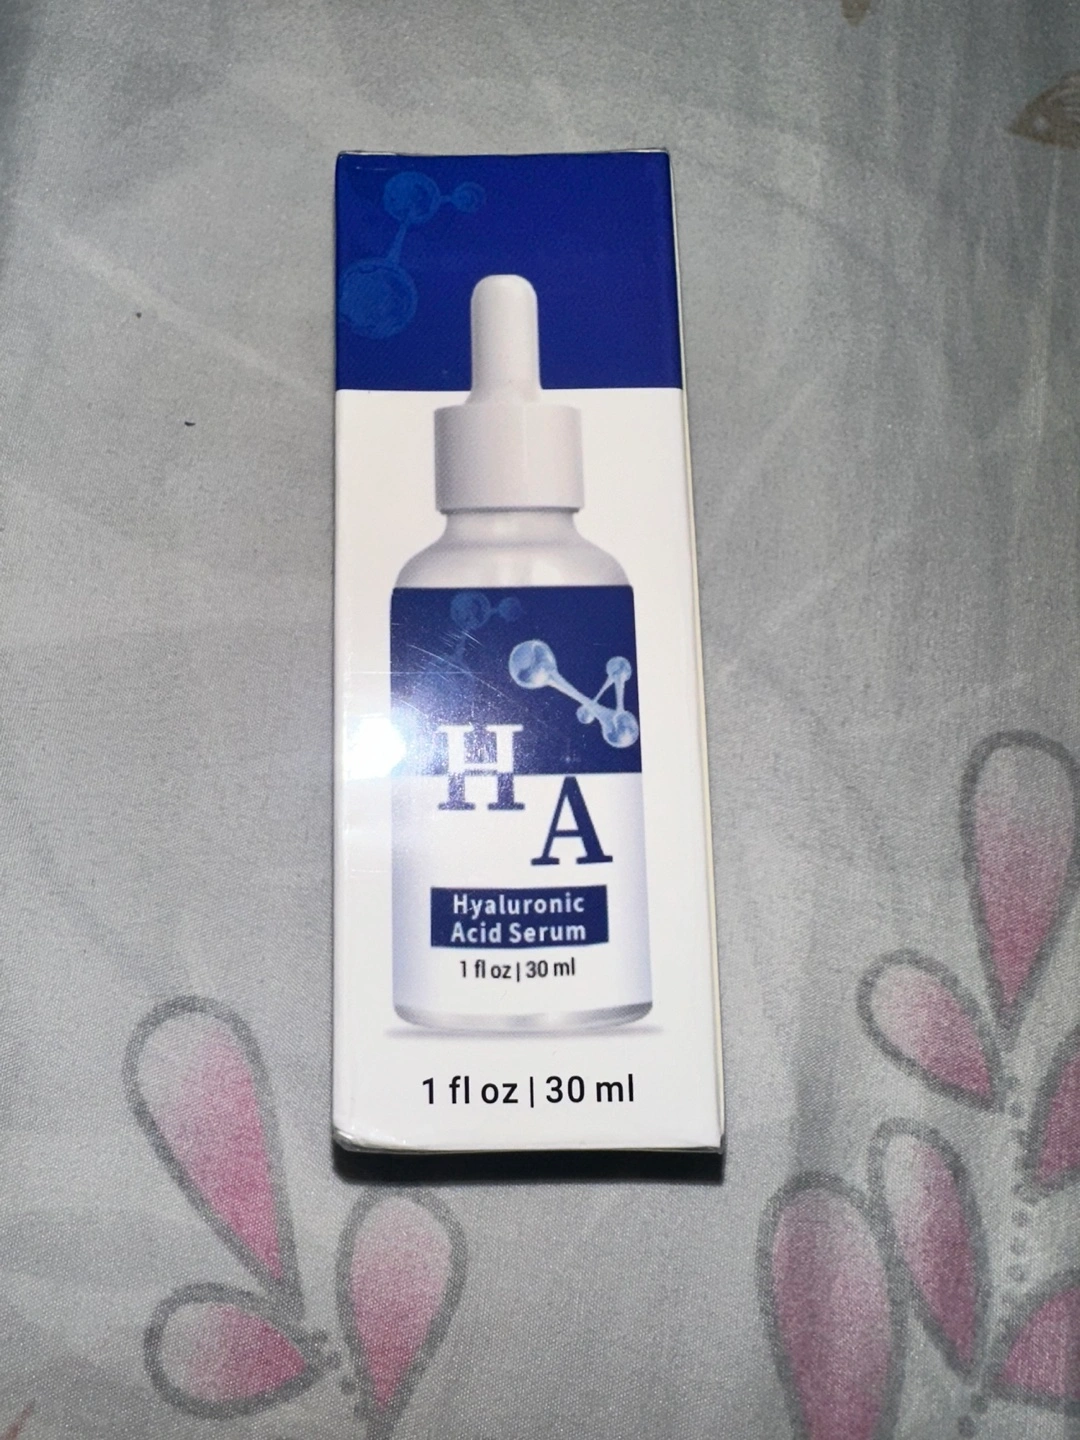 H
A
Hyaluronic
Acid Serum
1 fl oz | 30 ml
1 fl oz | 30 ml